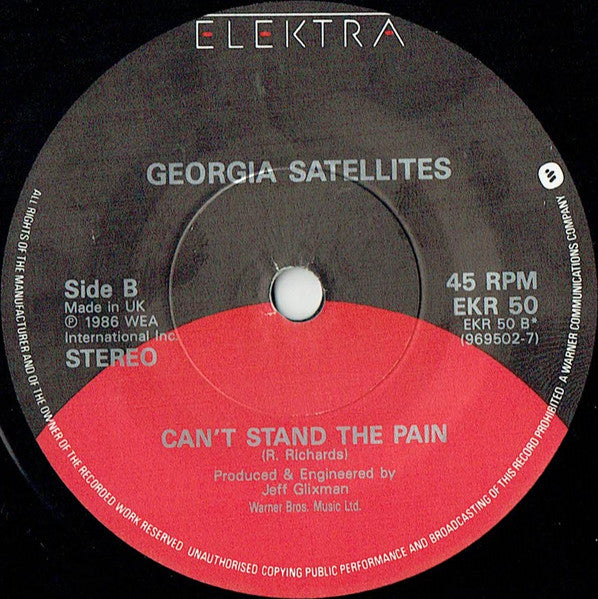 ELEKTRA
GEORGIA SATELLITES
Side B
Made in UK
℗ 1986 WEA
International Inc.
STEREO
45 RPM
EKR 50
EKR 50 B*
(969502-7)
CAN'T STAND THE PAIN
(R. Richards)
Produced & Engineered by
Jeff Glixman
Warner Bros. Music Ltd.
ALL RIGHTS OF THE MANUFACTURER AND OF THE OWNER OF THE RECORDED WORK RESERVED. UNAUTHORISED COPYING PUBLIC PERFORMANCE AND BROADCASTING OF THIS RECORD PROHIBITED · A WARNER COMMUNICATIONS COMPANY